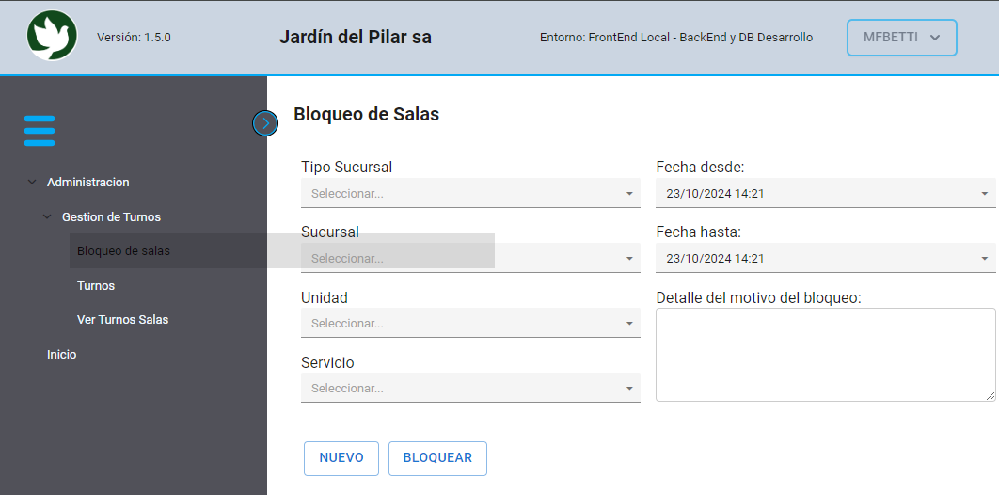 Versión: 1.5.0
Jardín del Pilar sa
Entorno: FrontEnd Local - BackEnd y DB Desarrollo
MFBETTI
Administracion
Gestion de Turnos
Bloqueo de salas
Turnos
Ver Turnos Salas
Inicio
Bloqueo de Salas
Tipo Sucursal
Seleccionar...
Sucursal
Seleccionar...
Unidad
Seleccionar...
Servicio
Seleccionar...
Fecha desde:
23/10/2024 14:21
Fecha hasta:
23/10/2024 14:21
Detalle del motivo del bloqueo:
NUEVO
BLOQUEAR